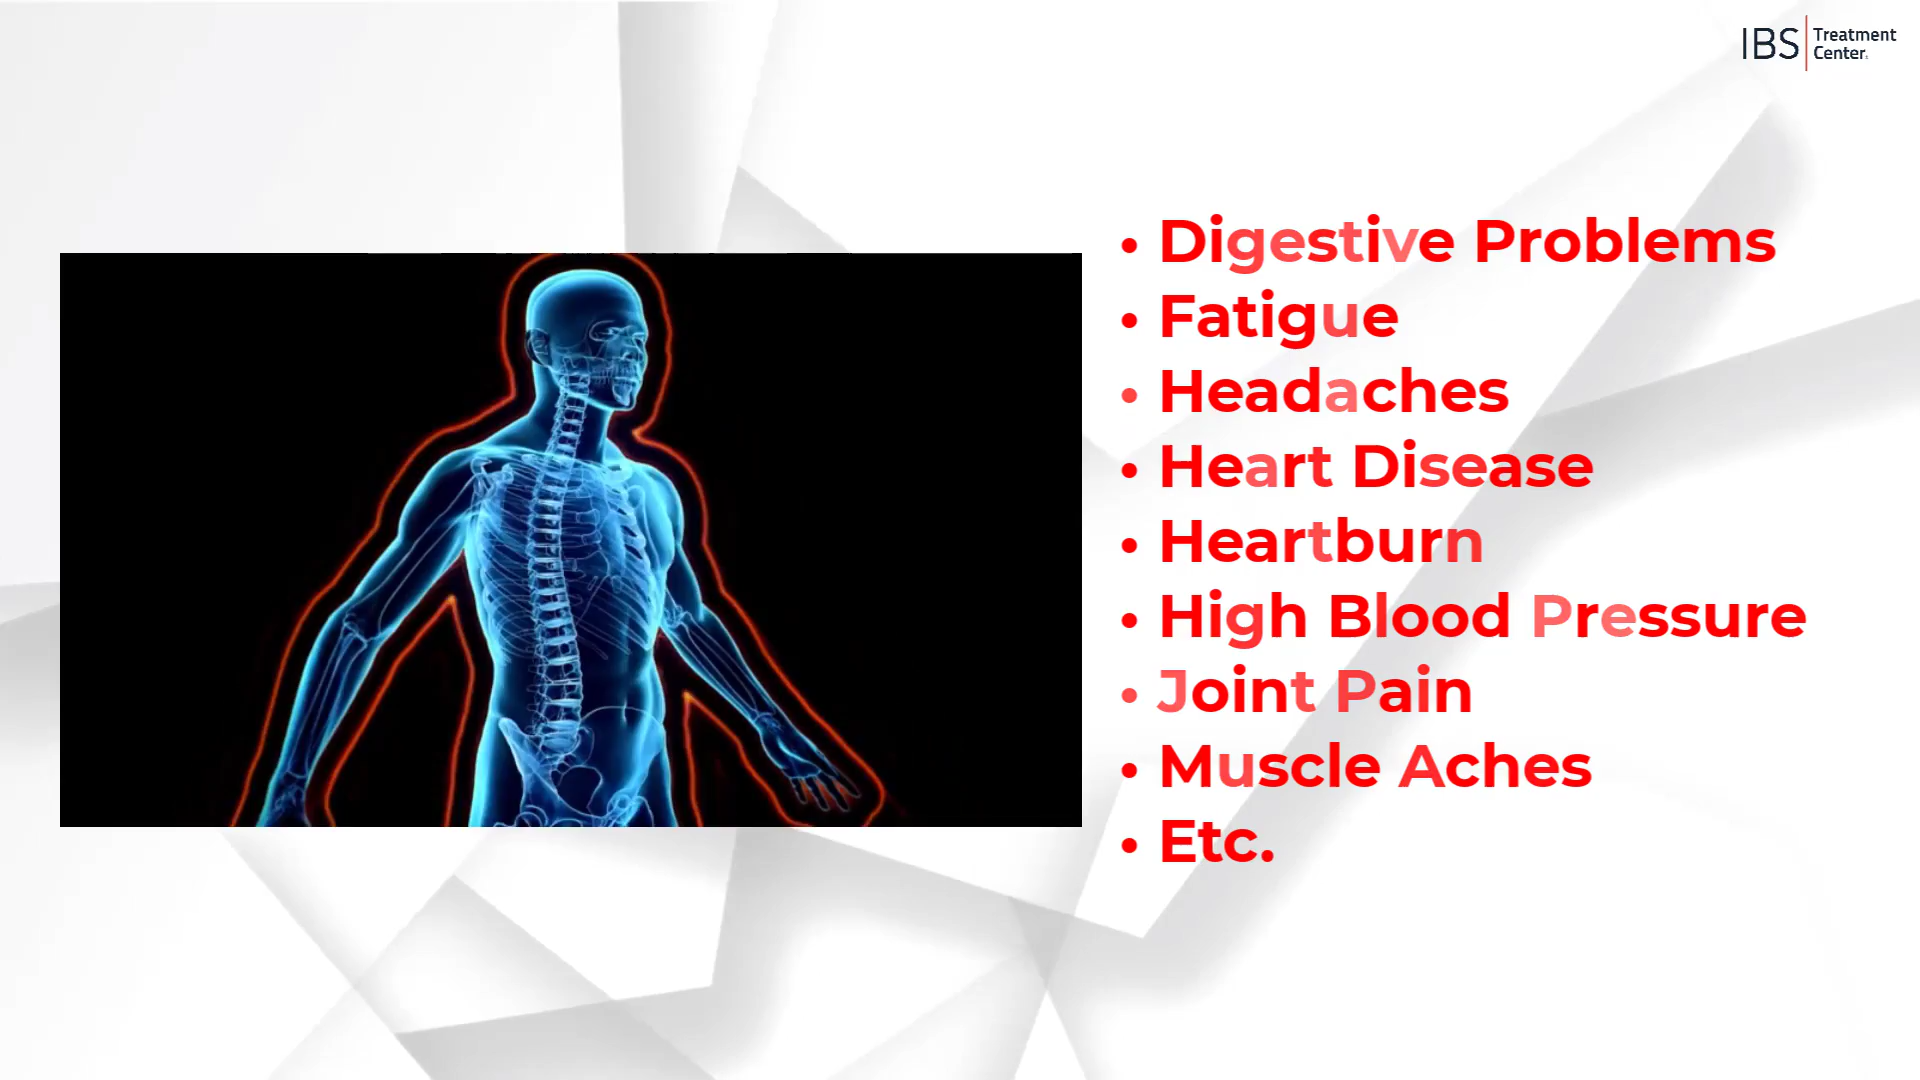 IBS Treatment
Center.
• Digestive Problems
• Fatigue
• Headaches
• Heart Disease
• Heartburn
• High Blood Pressure
• Joint Pain
• Muscle Aches
• Etc.